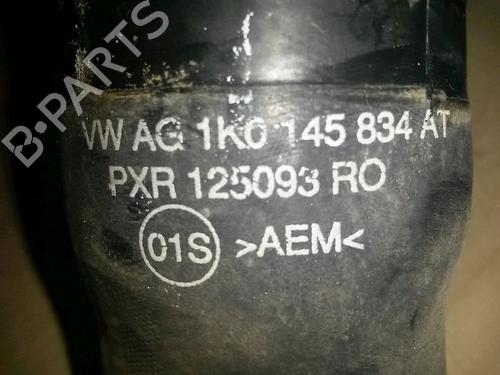 B-PARTS
VW AG 1K0 145 834 AT
PXR 125093 RO
01S >AEM<